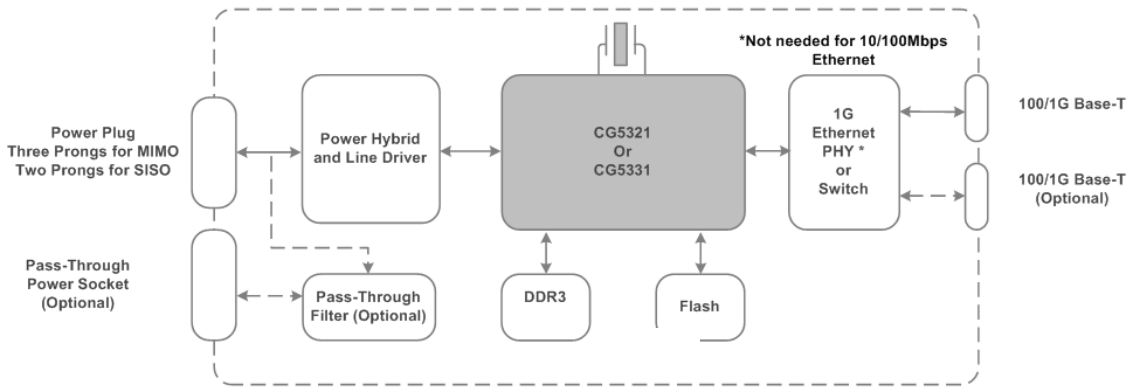 *Not needed for 10/100Mbps
Ethernet
Power Plug
Three Prongs for MIMO
Two Prongs for SISO
Power Hybrid
and Line Driver
CG5321
Or
CG5331
1G
Ethernet
PHY *
or
Switch
100/1G Base-T
100/1G Base-T
(Optional)
Pass-Through
Power Socket
(Optional)
Pass-Through
Filter (Optional)
DDR3
Flash